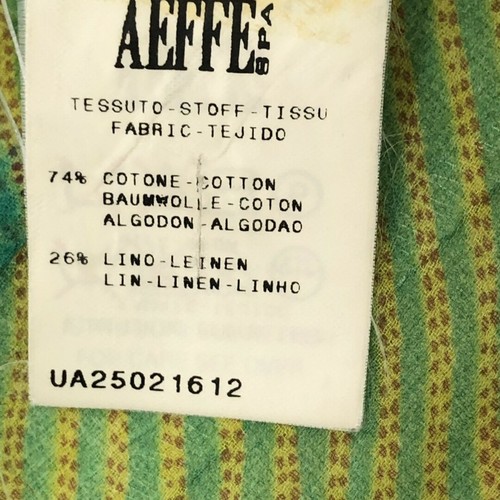 AEFFE SPA
TESSUTO-STOFF-TISSU
FABRIC-TEJIDO
74% COTONE-COTTON
BAUMWOLLE-COTON
ALGODON-ALGODAO
26% LINO-LEINEN
LIN-LINEN-LINHO
UA25021612